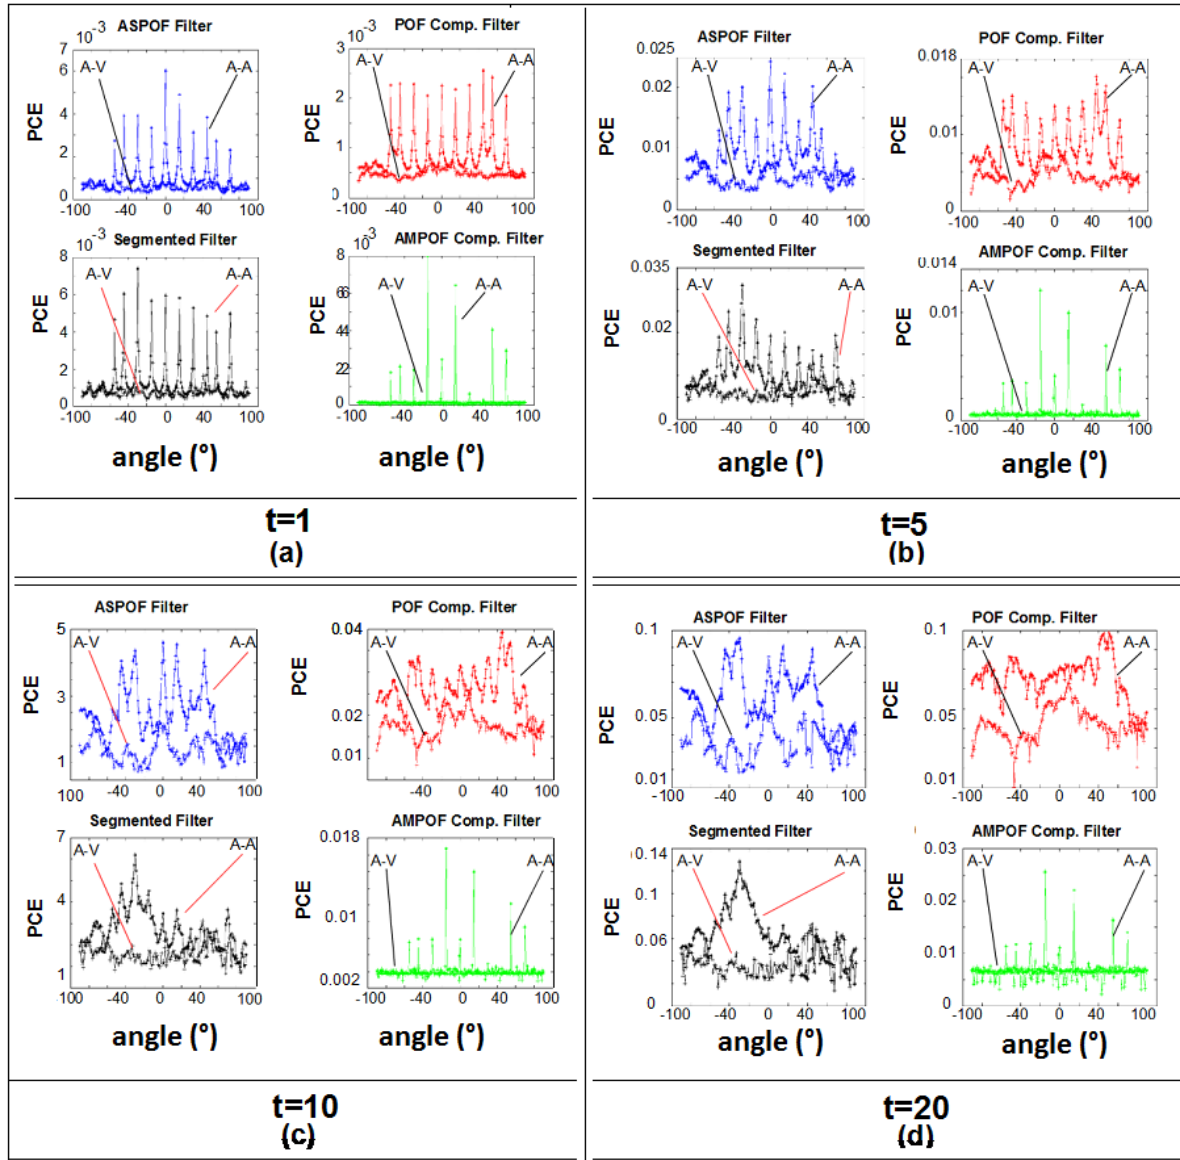 ASPOF Filter
10⁻³
7
6
4
2
0
-100 -40 0 40 100
PCE
A-V
A-A
POF Comp. Filter
10⁻³
3
2
1
0
-100 -40 0 40 100
A-V
A-A
Segmented Filter
10⁻³
8
6
4
2
0
-100 -40 0 40 100
PCE
A-V
A-A
angle (°)
AMPOF Comp. Filter
10⁻³
8
66
44
22
0
-100 -40 0 40 100
A-V
A-A
angle (°)
t=1
(a)
ASPOF Filter
0.025
0.02
0.01
0
-100 -40 0 40 100
PCE
A-V
A-A
POF Comp. Filter
0.018
0.01
0
-100 -40 0 40 100
PCE
A-V
A-A
Segmented Filter
0.035
0.02
0.01
0
-100 -40 0 40 100
PCE
A-V
A-A
angle (°)
AMPOF Comp. Filter
0.014
0.01
0
-100 -40 0 40 100
PCE
A-V
A-A
angle (°)
t=5
(b)
ASPOF Filter
5
3
1
100 -40 0 40 100
PCE
A-V
A-A
POF Comp. Filter
0.04
0.02
0.01
-100 -40 0 40 100
PCE
A-V
A-A
Segmented Filter
7
4
1
100 -40 0 40 100
PCE
A-V
A-A
angle (°)
AMPOF Comp. Filter
0.018
0.01
0.002
-100 -40 0 40 100
PCE
A-V
A-A
angle (°)
t=10
(c)
ASPOF Filter
0.1
0.05
0.01
-100 -40 0 40 100
PCE
A-V
A-A
POF Comp. Filter
0.1
0.05
0.01
-100 -40 0 40 100
PCE
A-V
A-A
Segmented Filter
0.14
0.1
0.06
0
-100 -40 0 40 100
PCE
A-V
A-A
angle (°)
AMPOF Comp. Filter
0.03
0.02
0.01
0
-100 -40 0 40 100
PCE
A-V
A-A
angle (°)
t=20
(d)